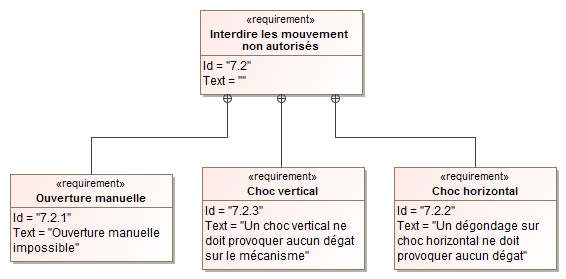 «requirement»
Interdire les mouvement
non autorisés
Id = "7.2"
Text = ""
«requirement»
Ouverture manuelle
Id = "7.2.1"
Text = "Ouverture manuelle
impossible"
«requirement»
Choc vertical
Id = "7.2.3"
Text = "Un choc vertical ne
doit provoquer aucun dégat
sur le mécanisme"
«requirement»
Choc horizontal
Id = "7.2.2"
Text = "Un dégondage sur
choc horizontal ne doit
provoquer aucun dégat"